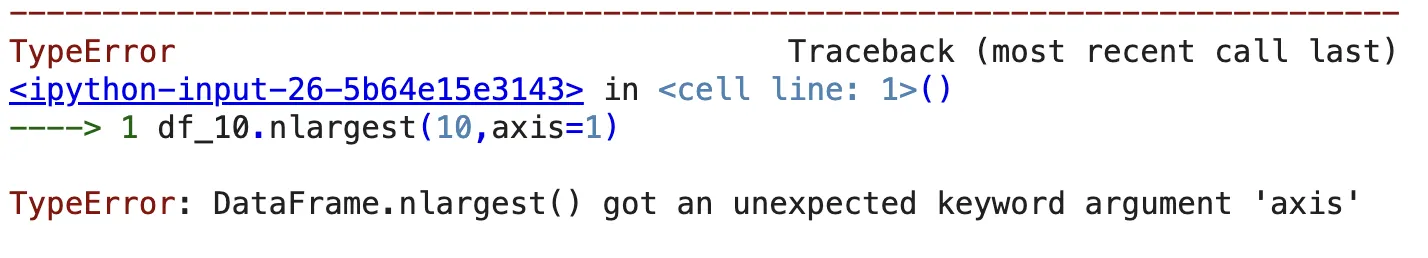 ---------------------------------------------------------------------------
TypeError                                 Traceback (most recent call last)
<ipython-input-26-5b64e15e3143> in <cell line: 1>()
----> 1 df_10.nlargest(10,axis=1)
TypeError: DataFrame.nlargest() got an unexpected keyword argument 'axis'